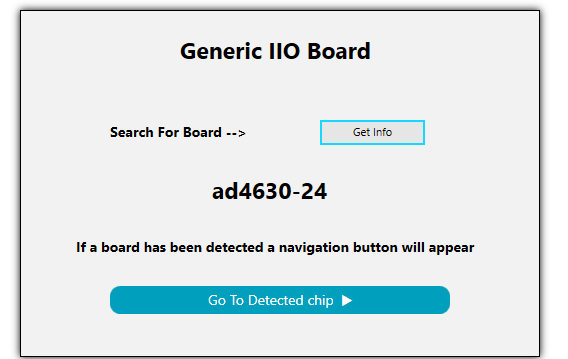 Generic IIO Board
Search For Board -->
Get Info
ad4630-24
If a board has been detected a navigation button will appear
Go To Detected chip ▶